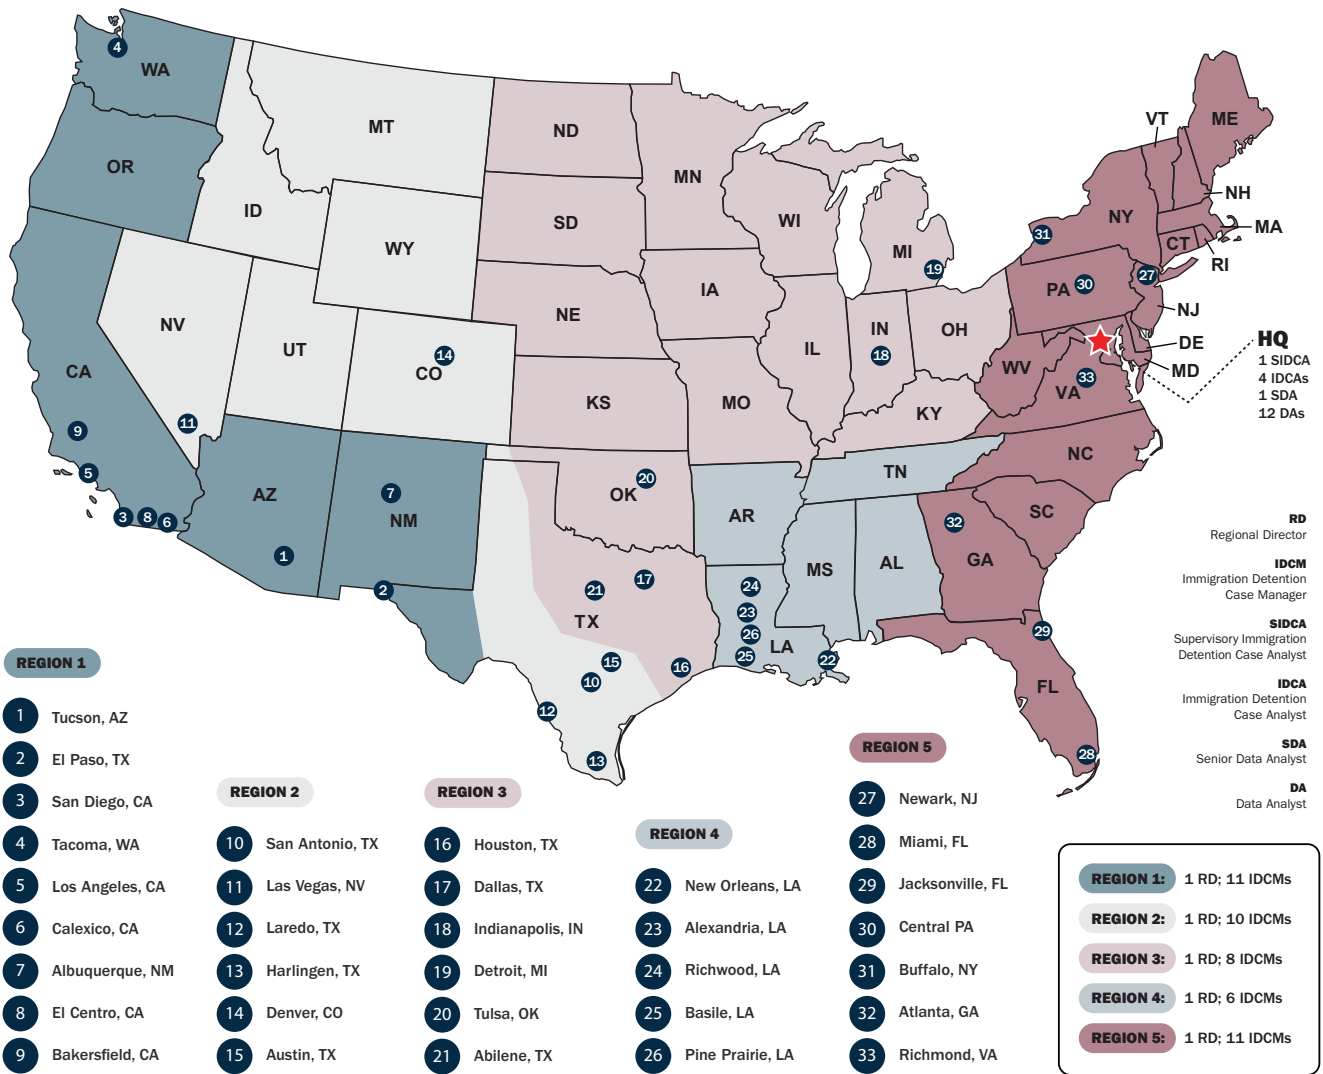 4
WA
MT
ND
VT
ME
OR
MN
ID
SD
WI
NY
NH
MA
31
WY
MI
CT
RI
19
27
IA
PA
30
NV
NE
IN
OH
NJ
UT
IL
14
CO
18
DE
MD
HQ
1 SIDCA
4 IDCAs
1 SDA
12 DAs
CA
WV
33
VA
KS
MO
KY
9
11
NC
5
TN
20
OK
AZ
7
NM
AR
SC
3
8
6
32
1
MS
AL
GA
2
21
17
24
TX
23
26
LA
29
25
22
15
16
10
FL
12
13
28
RD
Regional Director
IDCM
Immigration Detention
Case Manager
SIDCA
Supervisory Immigration
Detention Case Analyst
IDCA
Immigration Detention
Case Analyst
SDA
Senior Data Analyst
DA
Data Analyst
REGION 1
1 Tucson, AZ
2 El Paso, TX
3 San Diego, CA
4 Tacoma, WA
5 Los Angeles, CA
6 Calexico, CA
7 Albuquerque, NM
8 El Centro, CA
9 Bakersfield, CA
REGION 2
10 San Antonio, TX
11 Las Vegas, NV
12 Laredo, TX
13 Harlingen, TX
14 Denver, CO
15 Austin, TX
REGION 3
16 Houston, TX
17 Dallas, TX
18 Indianapolis, IN
19 Detroit, MI
20 Tulsa, OK
21 Abilene, TX
REGION 4
22 New Orleans, LA
23 Alexandria, LA
24 Richwood, LA
25 Basile, LA
26 Pine Prairie, LA
REGION 5
27 Newark, NJ
28 Miami, FL
29 Jacksonville, FL
30 Central PA
31 Buffalo, NY
32 Atlanta, GA
33 Richmond, VA
REGION 1: 1 RD; 11 IDCMs
REGION 2: 1 RD; 10 IDCMs
REGION 3: 1 RD; 8 IDCMs
REGION 4: 1 RD; 6 IDCMs
REGION 5: 1 RD; 11 IDCMs